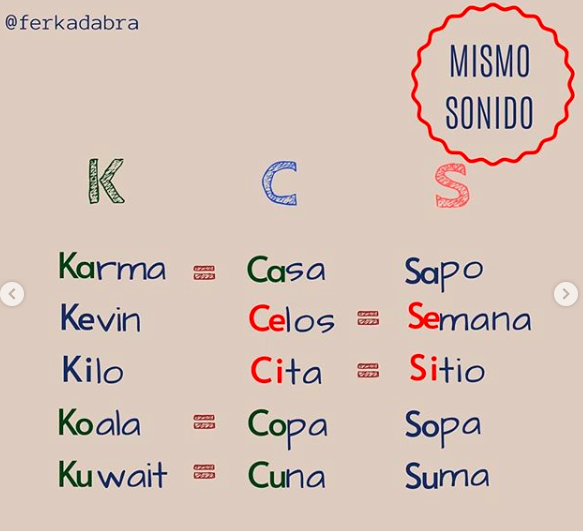 @ferkadabra
MISMO
SONIDO
K C S
Karma = Casa Sapo
Kevin Celos = Semana
Kilo Cita = Sitio
Koala = Copa Sopa
Kuwait = Cuna Suma